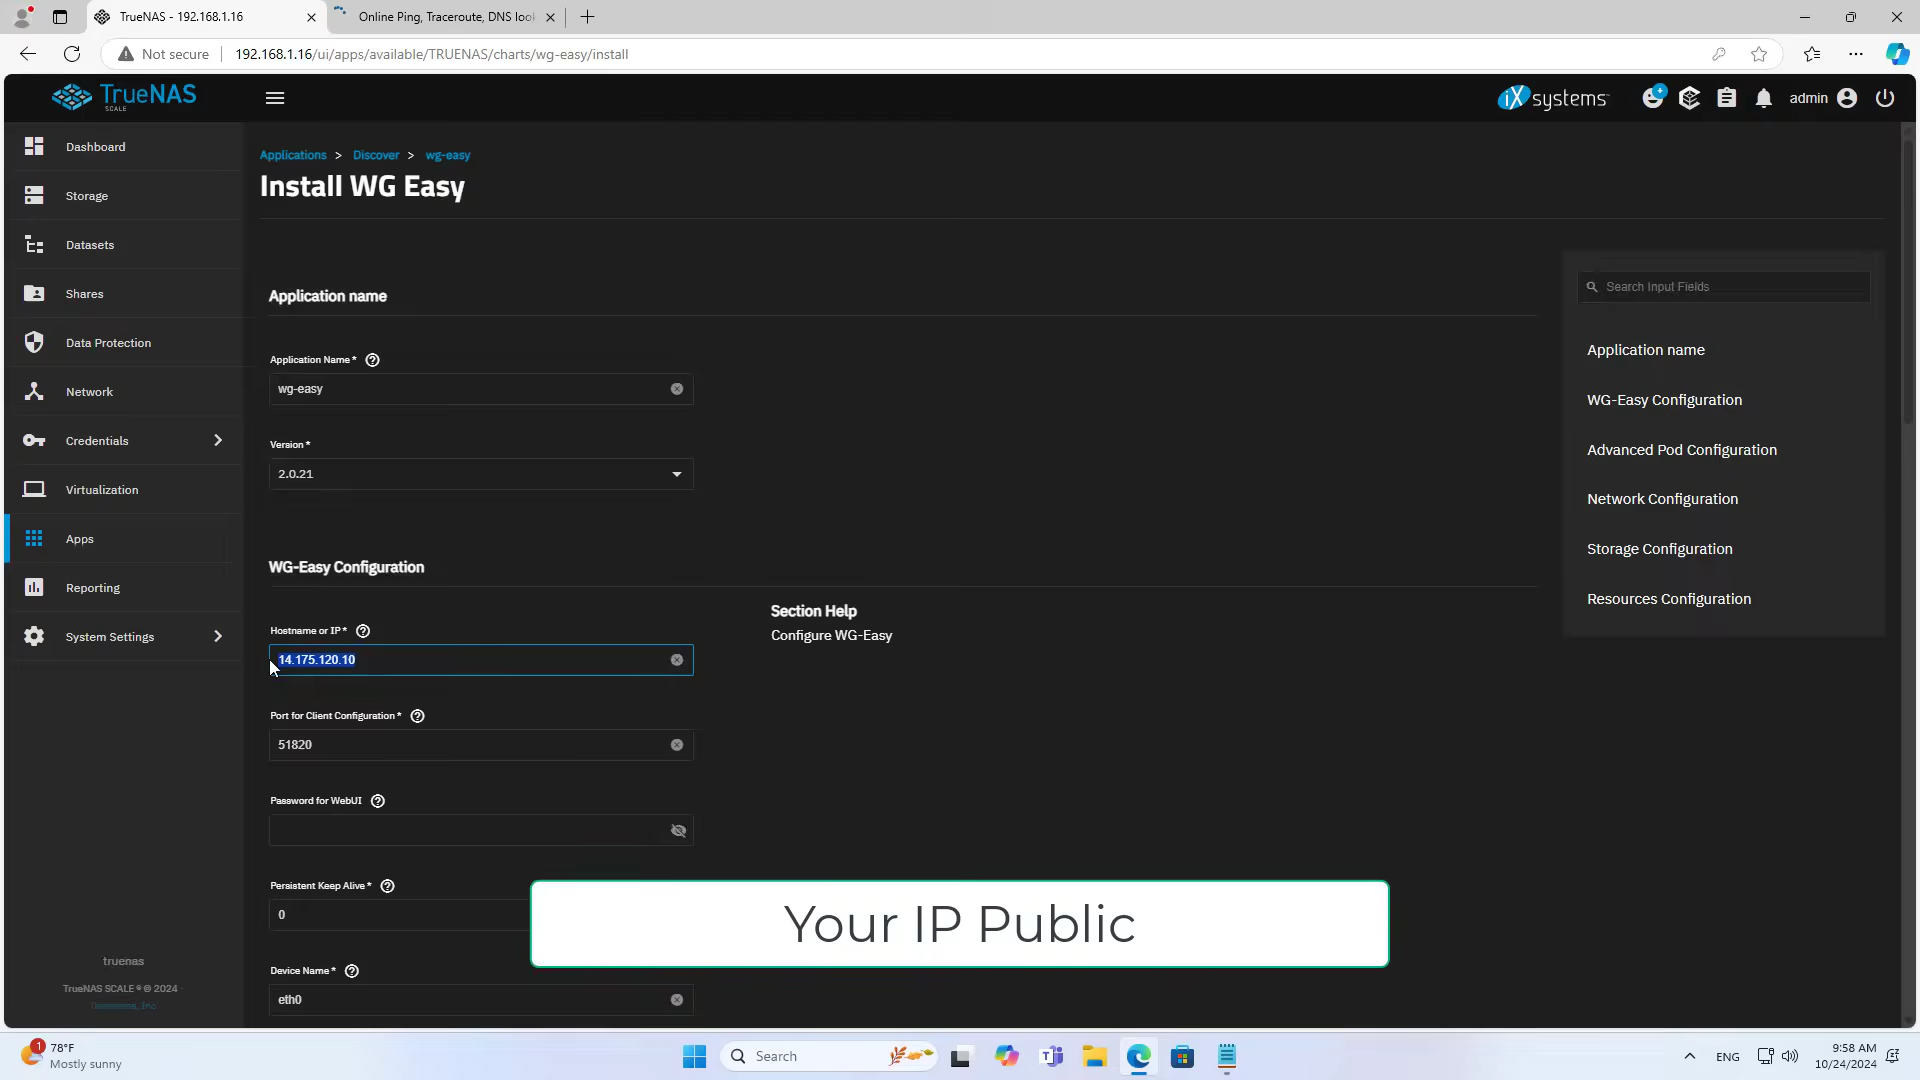 TrueNAS - 192.168.1.16
Online Ping, Traceroute, DNS look
Not secure
192.168.1.16/ui/apps/available/TRUENAS/charts/wg-easy/install
TrueNAS
SCALE
iXsystems
admin
Dashboard
Storage
Datasets
Shares
Data Protection
Network
Credentials
Virtualization
Apps
Reporting
System Settings
truenas
TrueNAS SCALE ® © 2024
Applications > Discover > wg-easy
Install WG Easy
Application name
Application Name *
wg-easy
Version *
2.0.21
WG-Easy Configuration
Hostname or IP *
14.175.120.10
Port for Client Configuration *
51820
Password for WebUI
Persistent Keep Alive *
0
Device Name *
eth0
Section Help
Configure WG-Easy
Search Input Fields
Application name
WG-Easy Configuration
Advanced Pod Configuration
Network Configuration
Storage Configuration
Resources Configuration
Your IP Public
1
78°F
Mostly sunny
Search
ENG
9:58 AM
10/24/2024